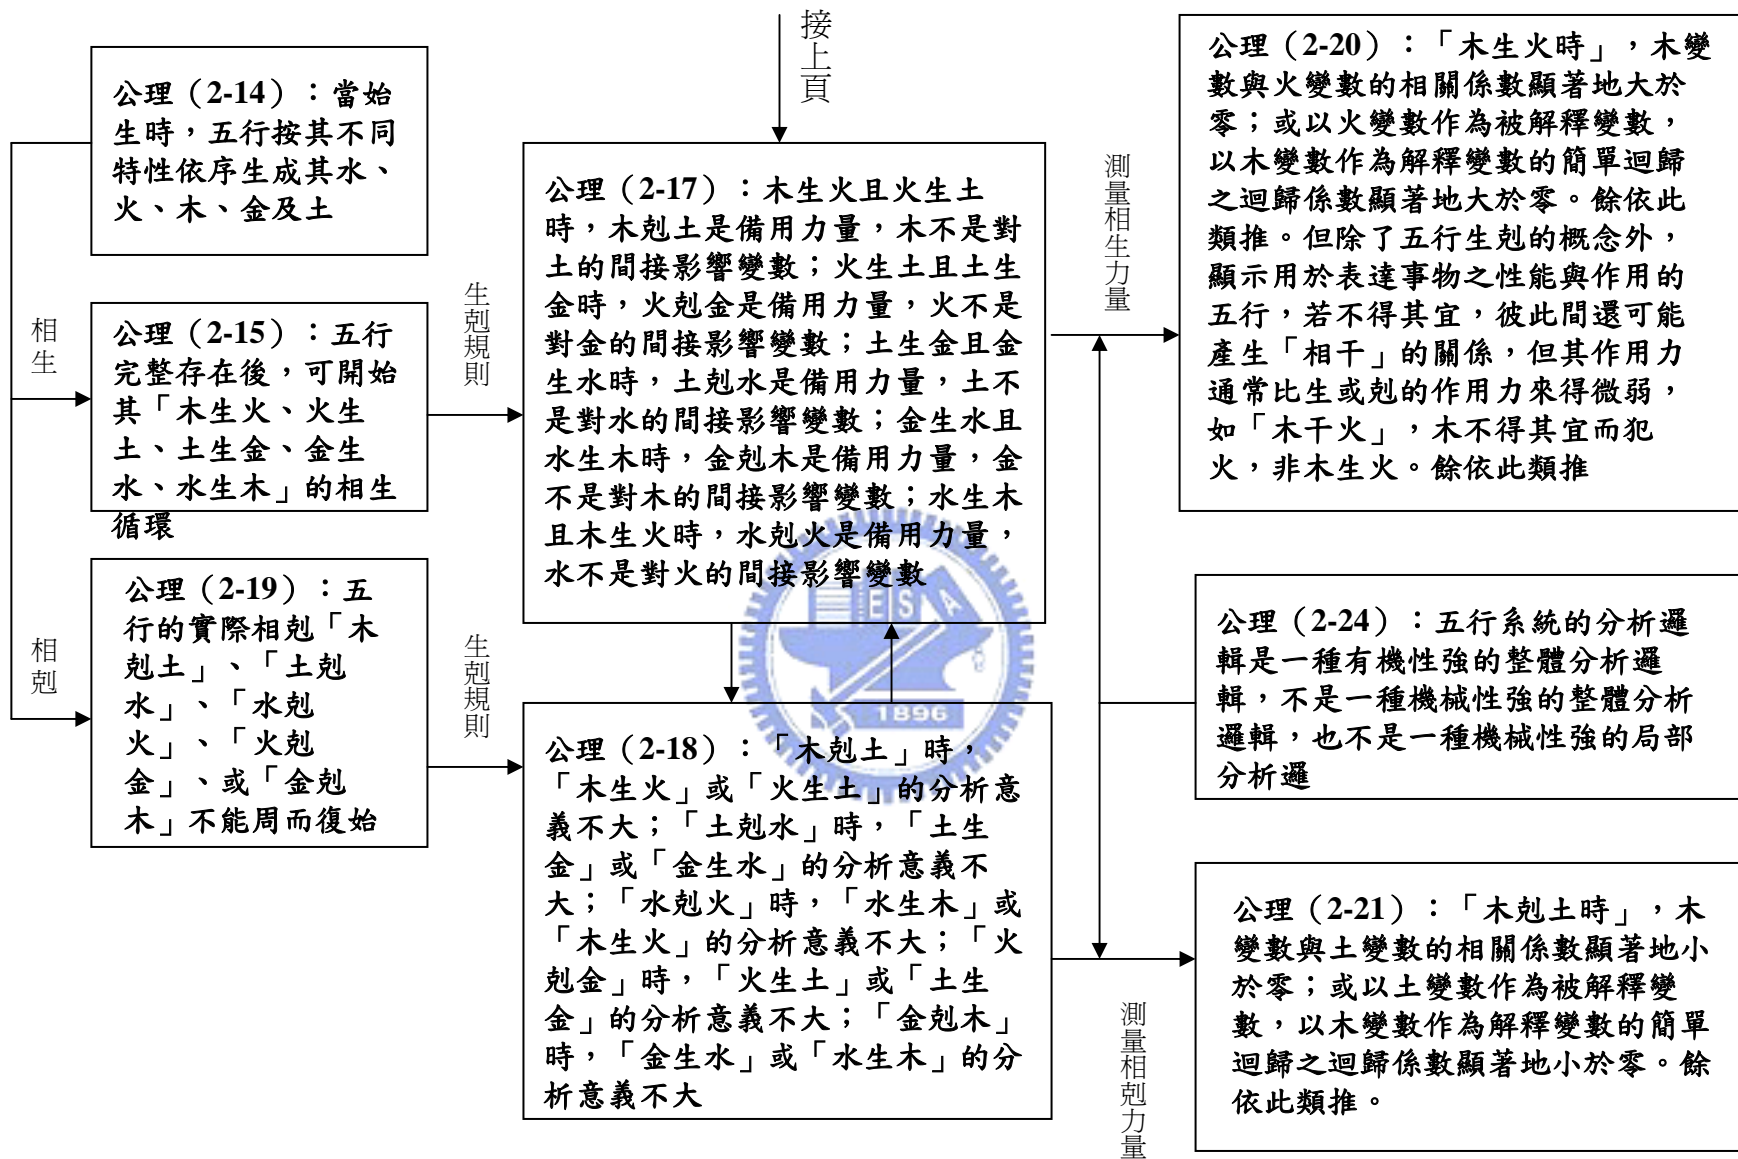 接上頁
公理（2-14）：當始
生時，五行按其不同
特性依序生成其水、
火、木、金及土
相生
公理（2-15）：五行
完整存在後，可開始
其「木生火、火生
土、土生金、金生
水、水生木」的相生
循環
相剋
公理（2-19）：五
行的實際相剋「木
剋土」、「土剋
水」、「水剋
火」、「火剋
金」、或「金剋
木」不能周而復始
生剋規則
公理（2-17）：木生火且火生土
時，木剋土是備用力量，木不是對
土的間接影響變數；火生土且土生
金時，火剋金是備用力量，火不是
對金的間接影響變數；土生金且金
生水時，土剋水是備用力量，土不
是對水的間接影響變數；金生水且
水生木時，金剋木是備用力量，金
不是對木的間接影響變數；水生木
且木生火時，水剋火是備用力量，
水不是對火的間接影響變數
生剋規則
公理（2-18）：「木剋土」時，
「木生火」或「火生土」的分析意
義不大；「土剋水」時，「土生
金」或「金生水」的分析意義不
大；「水剋火」時，「水生木」或
「木生火」的分析意義不大；「火
剋金」時，「火生土」或「土生
金」的分析意義不大；「金剋木」
時，「金生水」或「水生木」的分
析意義不大
ESA
1896
測量相生力量
公理（2-20）：「木生火時」，木變
數與火變數的相關係數顯著地大於
零；或以火變數作為被解釋變數，
以木變數作為解釋變數的簡單迴歸
之迴歸係數顯著地大於零。餘依此
類推。但除了五行生剋的概念外，
顯示用於表達事物之性能與作用的
五行，若不得其宜，彼此間還可能
產生「相干」的關係，但其作用力
通常比生或剋的作用力來得微弱，
如「木干火」，木不得其宜而犯
火，非木生火。餘依此類推
公理（2-24）：五行系統的分析邏
輯是一種有機性強的整體分析邏
輯，不是一種機械性強的整體分析
邏輯，也不是一種機械性強的局部
分析邏
測量相剋力量
公理（2-21）：「木剋土時」，木
變數與土變數的相關係數顯著地小
於零；或以土變數作為被解釋變
數，以木變數作為解釋變數的簡單
迴歸之迴歸係數顯著地小於零。餘
依此類推。